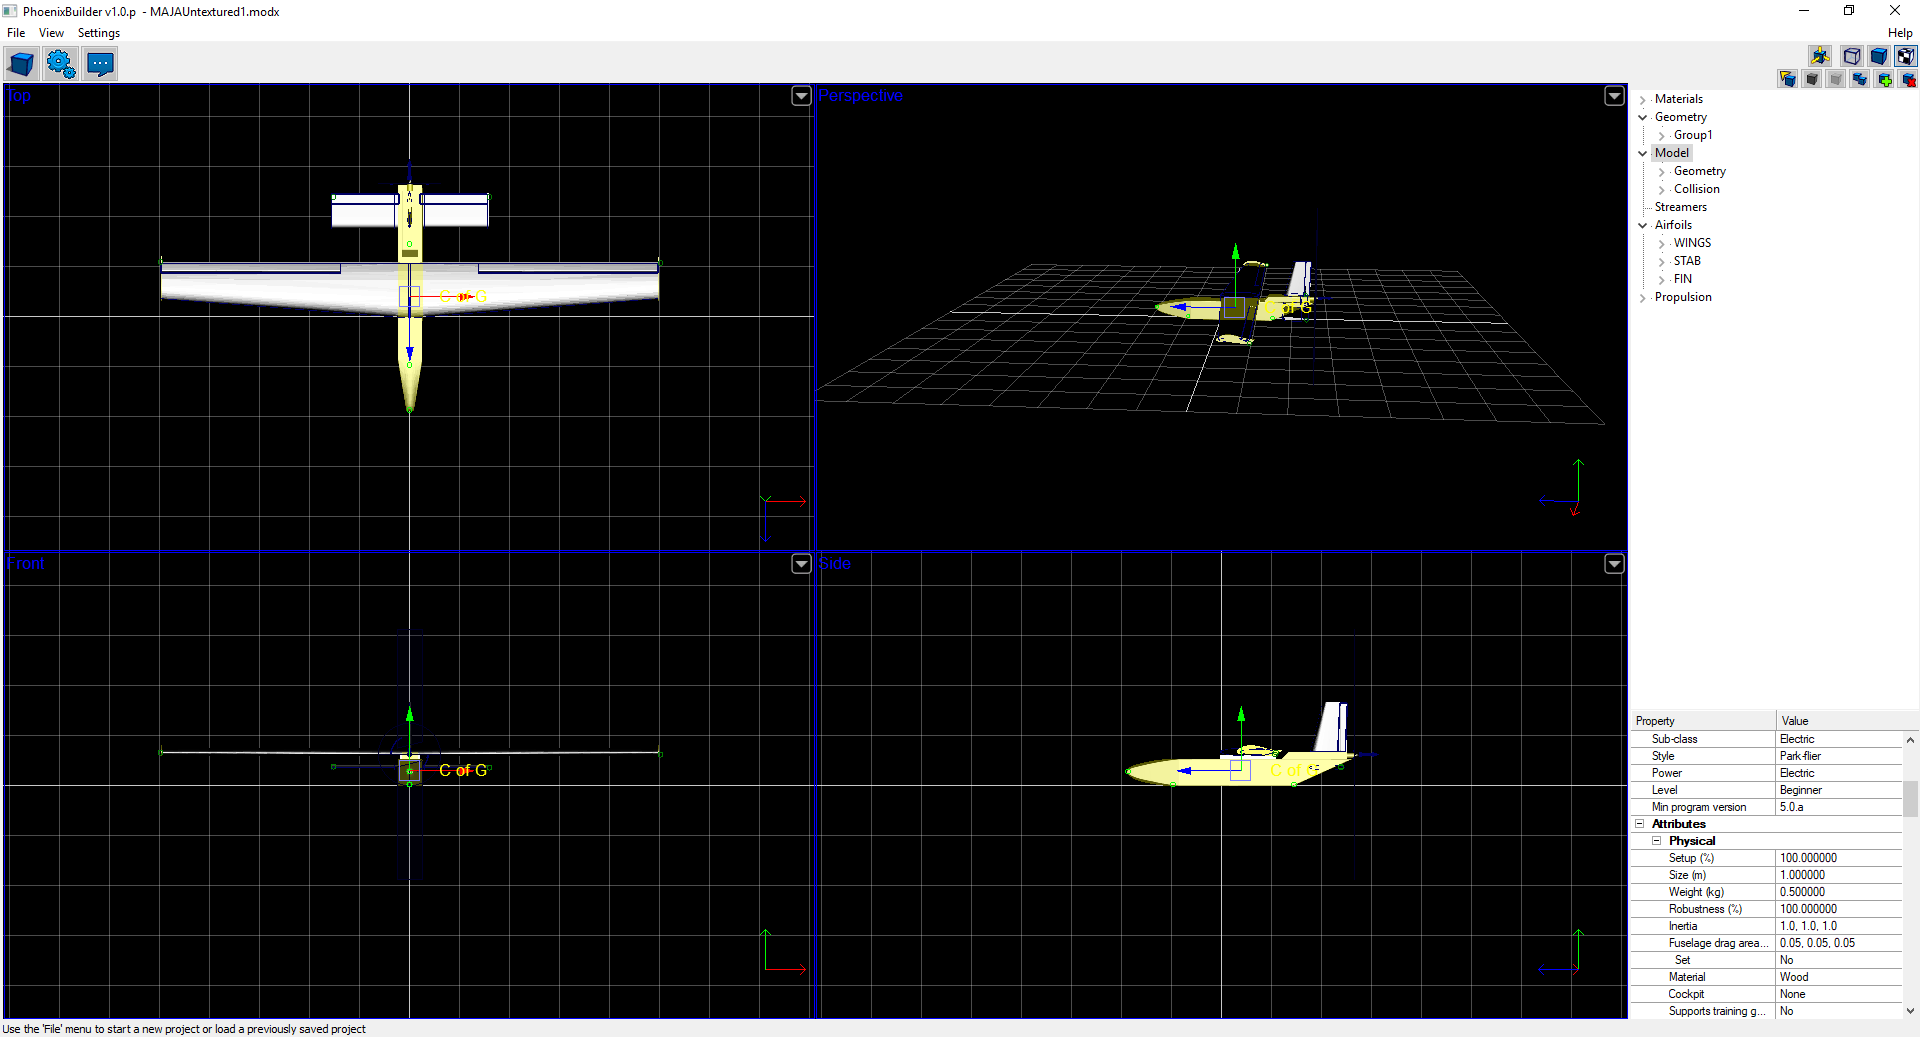 PhoenixBuilder v1.0.p - MAJAUntextured1.modx
File View Settings
Help
Top
Perspective
C of G
C of G
Front
Side
C of G
C of G
Materials
Geometry
Group1
Model
Geometry
Collision
Streamers
Airfoils
WINGS
STAB
FIN
Propulsion
Property Value
Sub-class Electric
Style Park-flier
Power Electric
Level Beginner
Min program version 5.0.a
Attributes
Physical
Setup (%) 100.000000
Size (m) 1.000000
Weight (kg) 0.500000
Robustness (%) 100.000000
Inertia 1.0, 1.0, 1.0
Fuselage drag area... 0.05, 0.05, 0.05
Set No
Material Wood
Cockpit None
Supports training g... No
Use the 'File' menu to start a new project or load a previously saved project